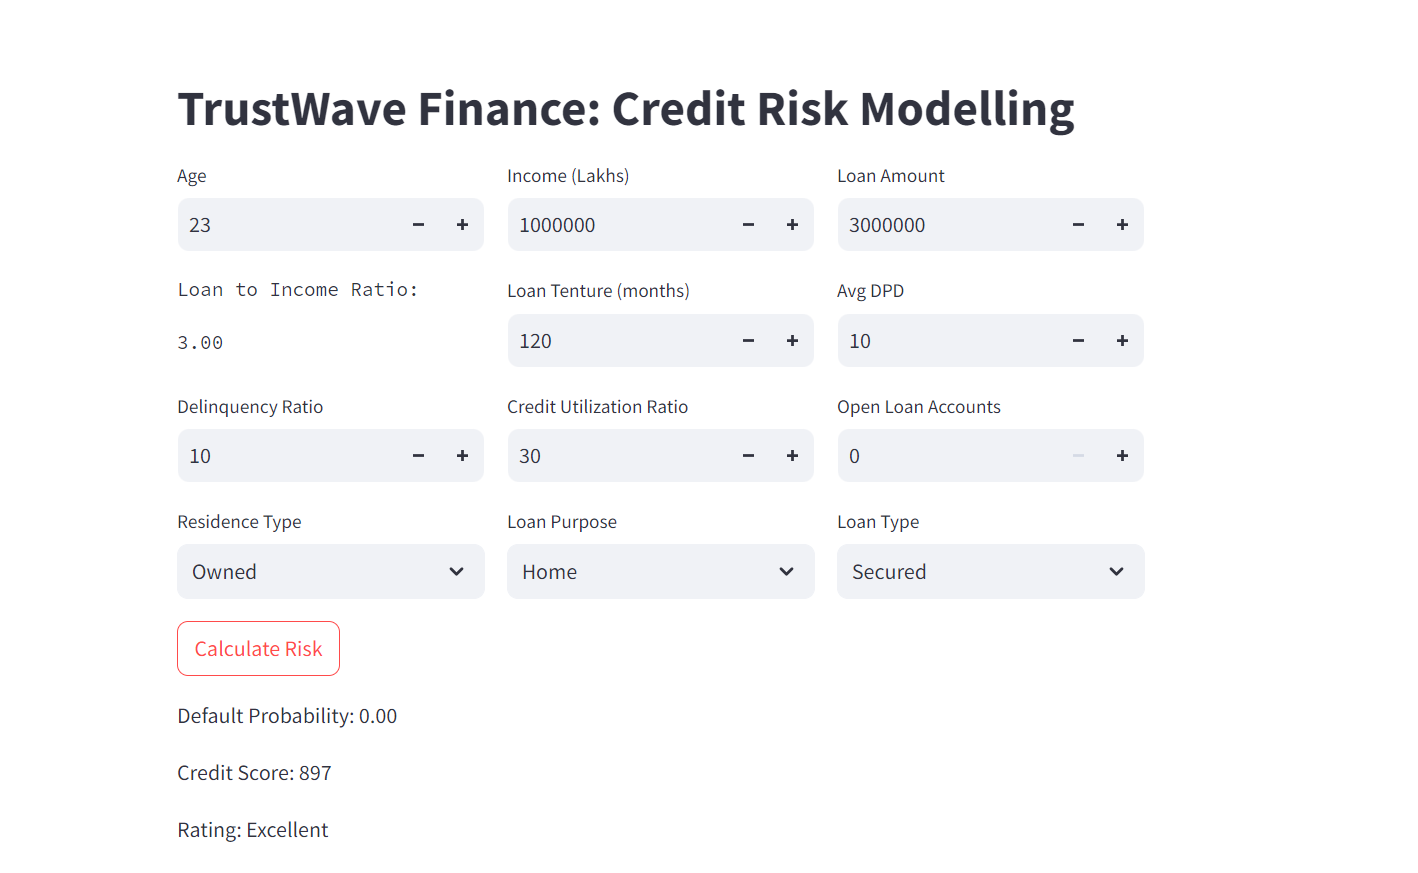 TrustWave Finance: Credit Risk Modelling
Age
Income (Lakhs)
Loan Amount
23
1000000
3000000
Loan to Income Ratio:
Loan Tenture (months)
Avg DPD
3.00
120
10
Delinquency Ratio
Credit Utilization Ratio
Open Loan Accounts
10
30
0
Residence Type
Loan Purpose
Loan Type
Owned
Home
Secured
Calculate Risk
Default Probability: 0.00
Credit Score: 897
Rating: Excellent